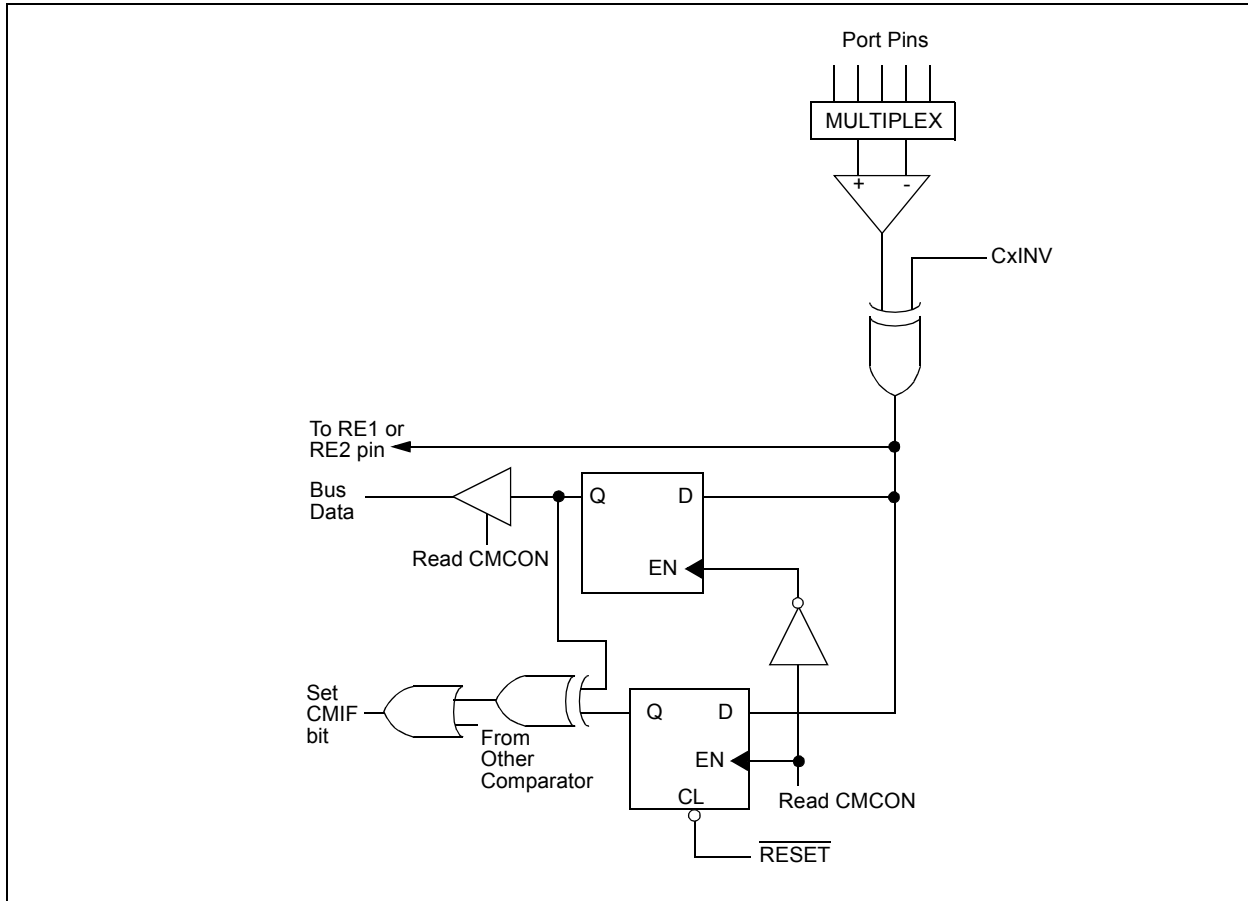 Port Pins
MULTIPLEX
+ -
CxINV
To RE1 or
RE2 pin
Bus
Data
Q D
Read CMCON
EN
Set
CMIF
bit
From
Other
Comparator
Q D
EN
CL
Read CMCON
RESET